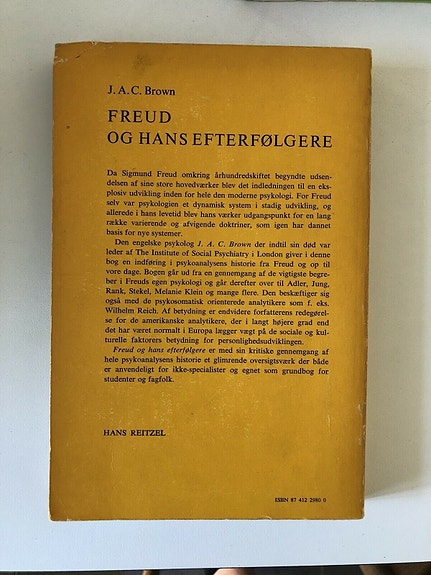 J. A. C. Brown
FREUD
OG HANS EFTERFØLGERE
Da Sigmund Freud omkring århundredskiftet begyndte udsen-
delsen af sine store hovedværker blev det indledningen til en eks-
plosiv udvikling inden for hele den moderne psykologi. For Freud
selv var psykologien et dynamisk system i stadig udvikling, og
allerede i hans levetid blev hans værker udgangspunkt for en lang
række varierende og afvigende doktriner, som igen har dannet
basis for nye systemer.
Den engelske psykolog J. A. C. Brown der indtil sin død var
leder af The Institute of Social Psychiatry i London giver i denne
bog en indføring i psykoanalysens historie fra Freud og op til
vore dage. Bogen går ud fra en gennemgang af de vigtigste begre-
ber i Freuds egen psykologi og går derefter over til Adler, Jung,
Rank, Stekel, Melanie Klein og mange flere. Den beskæftiger sig
også med de psykosomatisk orienterede analytikere som f. eks.
Wilhelm Reich. Af betydning er endvidere forfatterens redegørel-
se for de amerikanske analytikere, der i langt højere grad end
det har været normalt i Europa lægger vægt på de sociale og kul-
turelle faktorers betydning for personlighedsudviklingen.
Freud og hans efterfølgere er med sin kritiske gennemgang af
hele psykoanalysens historie et glimrende oversigtsværk der både
er anvendeligt for ikke-specialister og egnet som grundbog for
studenter og fagfolk.
HANS REITZEL
ISBN 87 412 2980 0